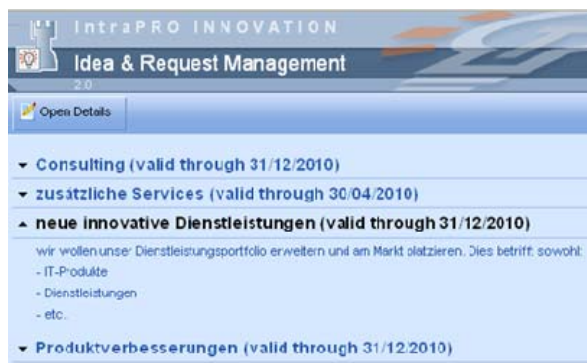 IntraPRO INNOVATION
Idea & Request Management
2.0
Open Details
Consulting (valid through 31/12/2010)
zusätzliche Services (valid through 30/04/2010)
neue innovative Dienstleistungen (valid through 31/12/2010)
wir wollen unser Dienstleistungsportfolio erweitern und am Markt platzieren. Dies betrifft sowohl:
- IT-Produkte
- Dienstleistungen
- etc.
Produktverbesserungen (valid through 31/12/2010)